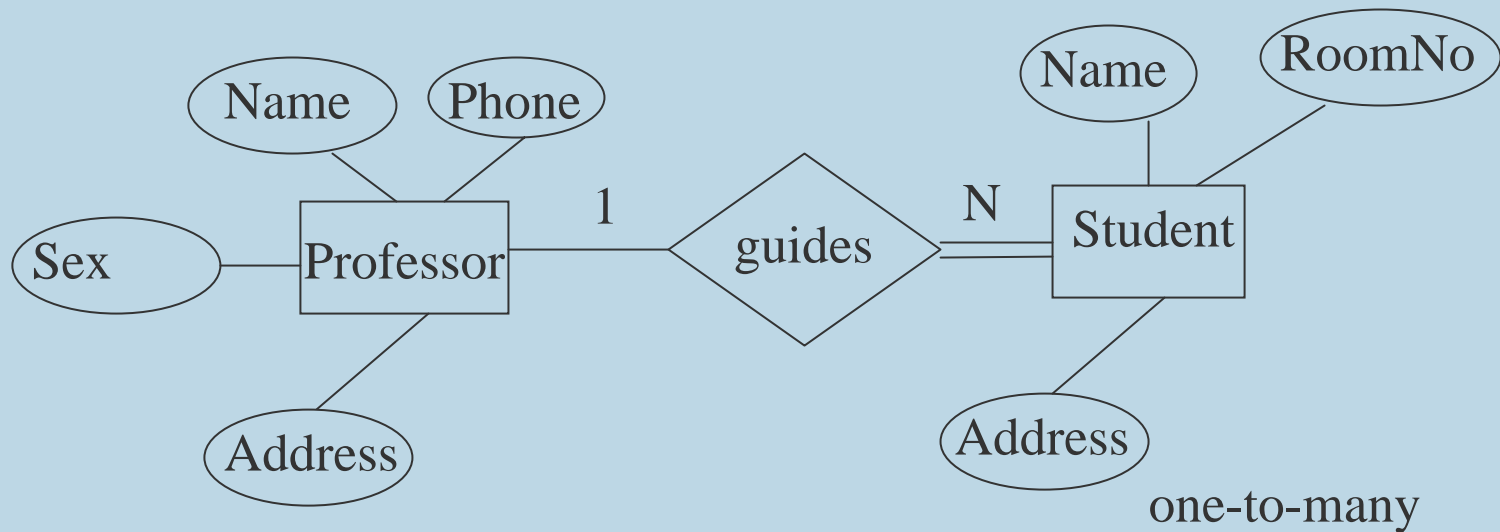 Name
RoomNo
Name
Phone
1
N
Student
guides
Sex
Professor
Address
Address
one-to-many